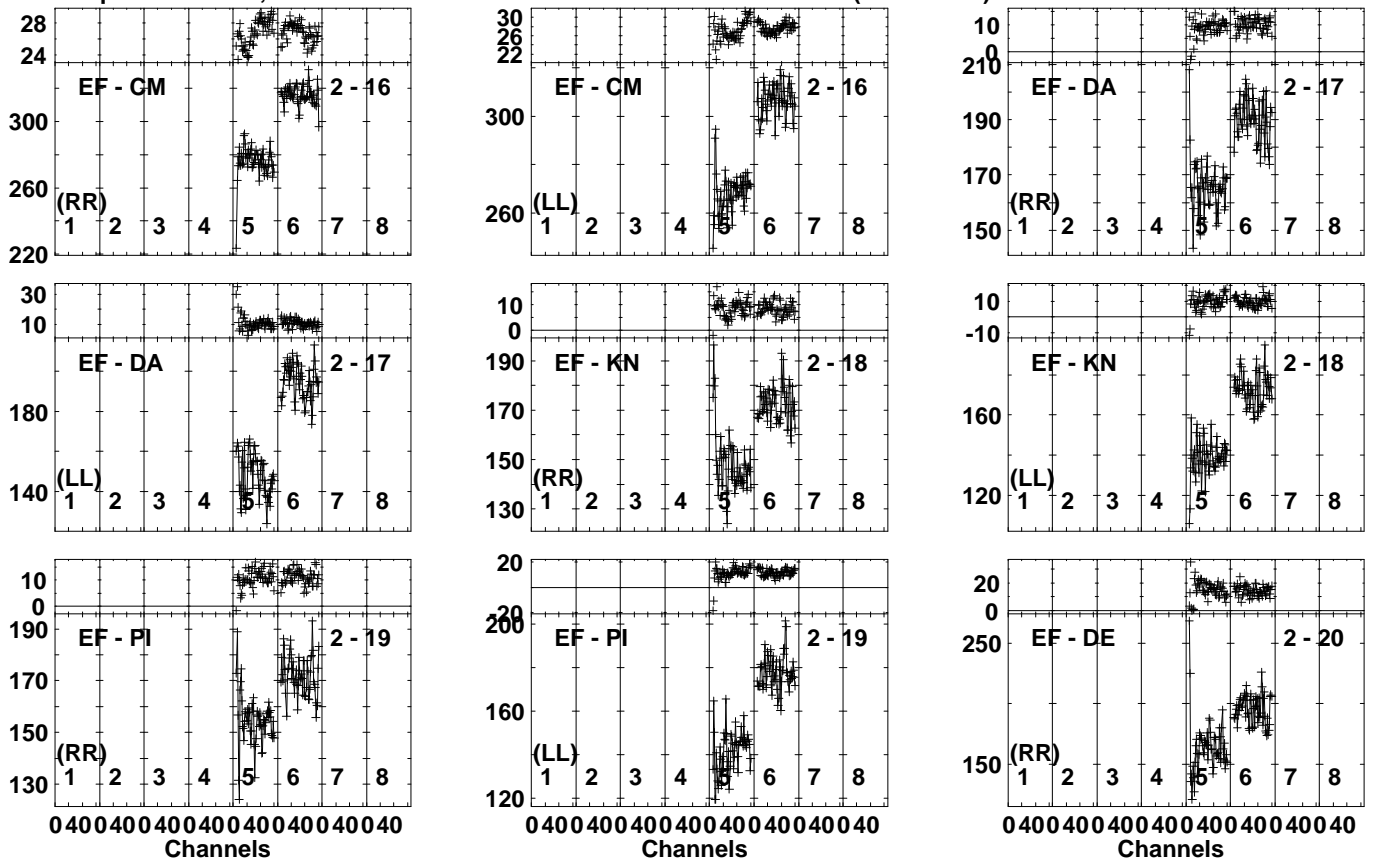 28
24
EF - CM 2 - 16
300
260
220
(RR)
1 2 3 4 5 6 7 8
30
26
22
EF - CM 2 - 16
300
260
(LL)
1 2 3 4 5 6 7 8
10
0
210
EF - DA 2 - 17
190
170
150
(RR)
1 2 3 4 5 6 7 8
30
10
EF - DA 2 - 17
180
140
(LL)
1 2 3 4 5 6 7 8
10
0
190
EF - KN 2 - 18
170
150
130
(RR)
1 2 3 4 5 6 7 8
10
-10
EF - KN 2 - 18
160
120
(LL)
1 2 3 4 5 6 7 8
10
0
190
EF - PI 2 - 19
170
150
130
(RR)
1 2 3 4 5 6 7 8
0 40 0 40 0 40 0 40 0 40 0 40 0 40 0 40
Channels
20
-20
200
EF - PI 2 - 19
160
120
(LL)
1 2 3 4 5 6 7 8
0 40 0 40 0 40 0 40 0 40 0 40 0 40 0 40
Channels
20
0
250
EF - DE 2 - 20
150
(RR)
1 2 3 4 5 6 7 8
0 40 0 40 0 40 0 40 0 40 0 40 0 40 0 40
Channels